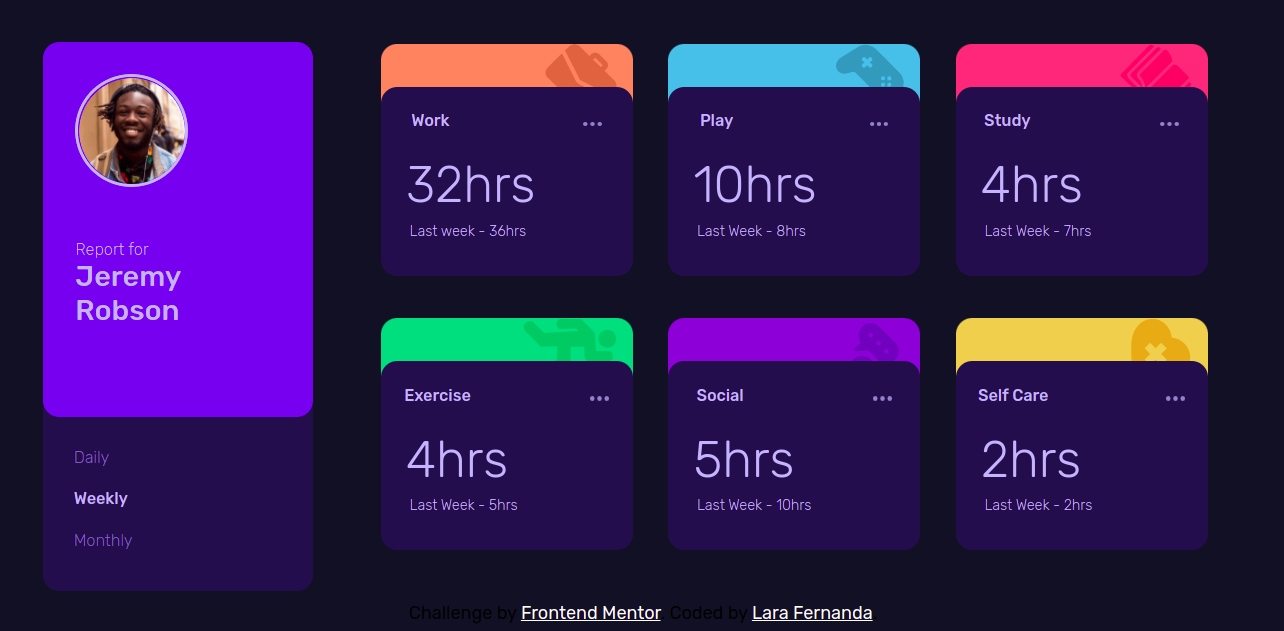 Report for
Jeremy
Robson
Daily
Weekly
Monthly
Work
32hrs
Last week - 36hrs
Play
10hrs
Last Week - 8hrs
Study
4hrs
Last Week - 7hrs
Exercise
4hrs
Last Week - 5hrs
Social
5hrs
Last Week - 10hrs
Self Care
2hrs
Last Week - 2hrs
Challenge by Frontend Mentor. Coded by Lara Fernanda